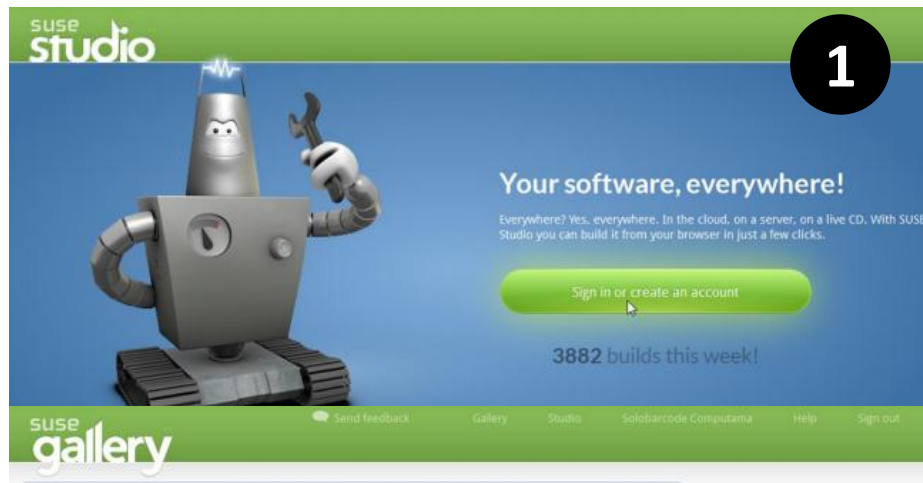 suse
studio
1
Your software, everywhere!
Everywhere? Yes, everywhere. In the cloud, on a server, on a live CD. With SUSE
Studio you can build it from your browser in just a few clicks.
Sign in or create an account
3882 builds this week!
suse
gallery
Send feedback Gallery Studio Solobarcode Computama Help Sign out